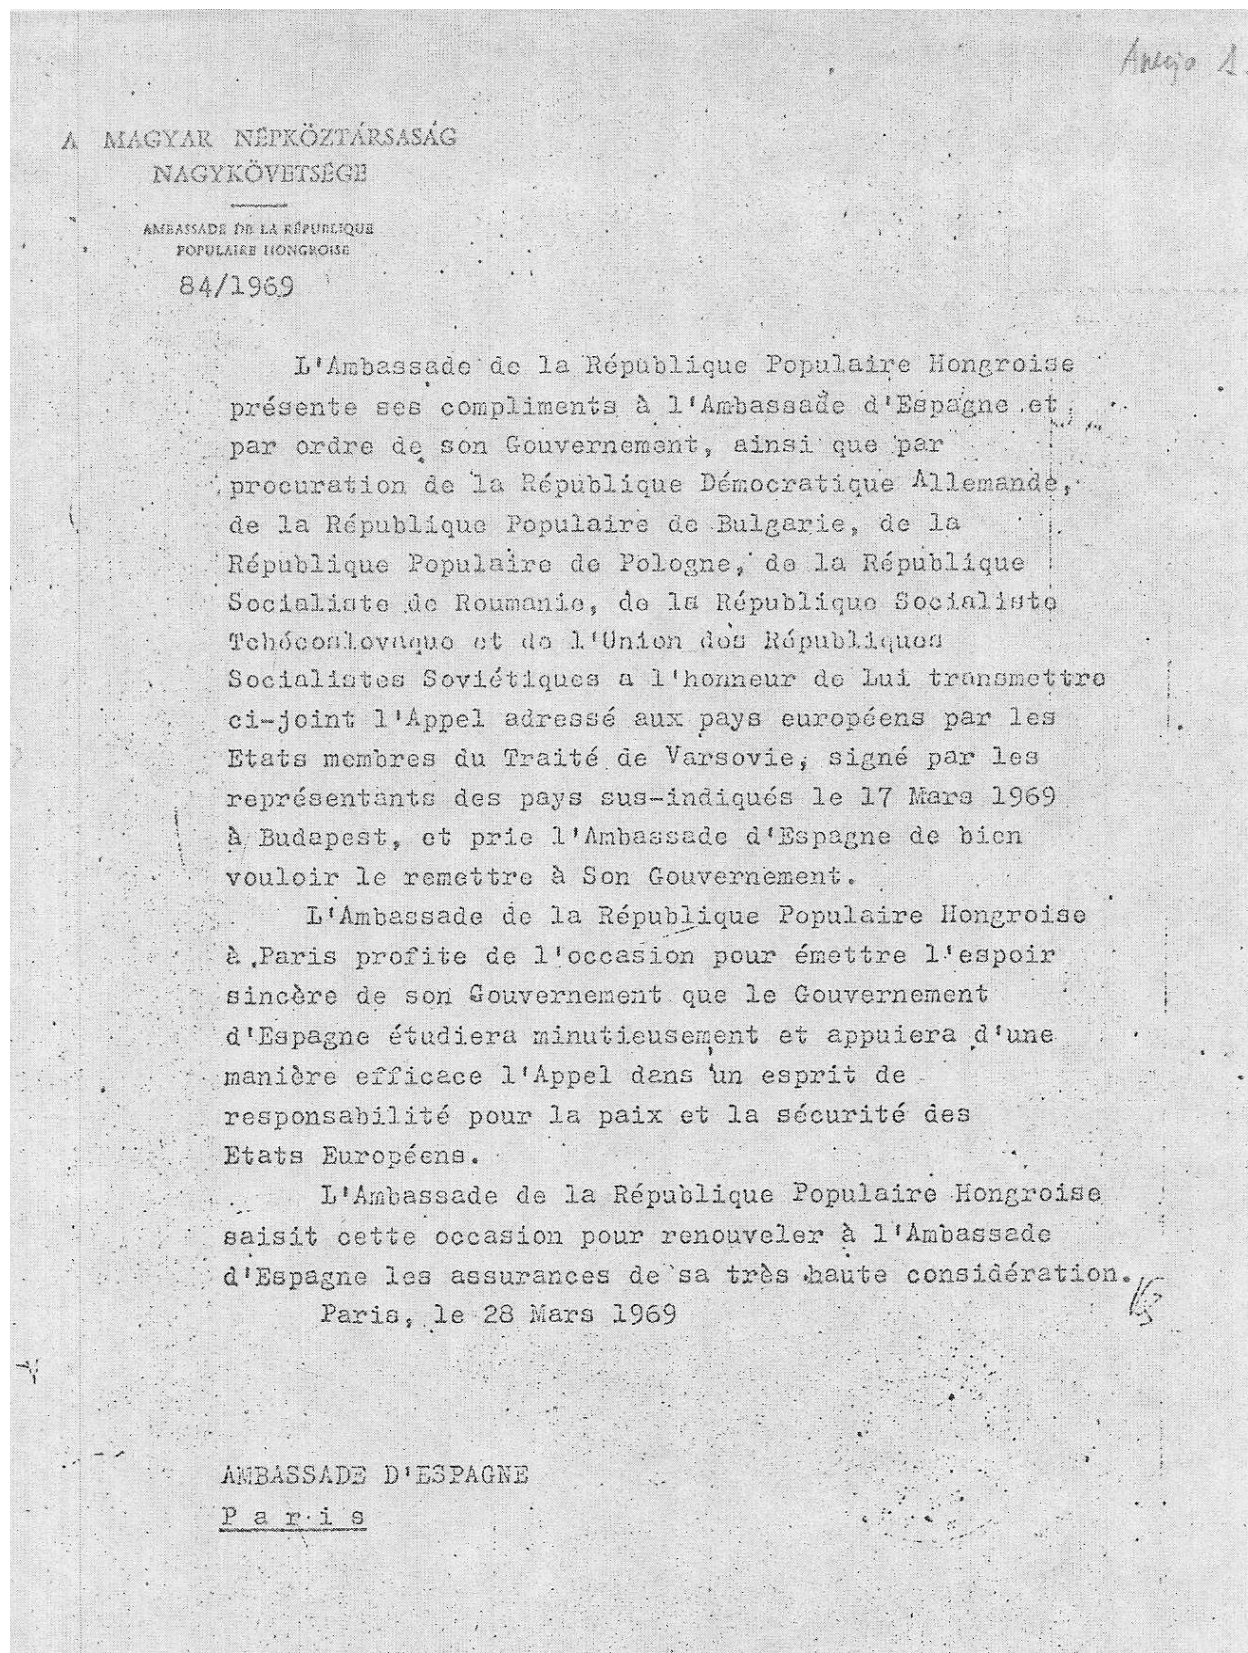 Anejo 1.
A MAGYAR NÉPKÖZTÁRSASÁG
NAGYKÖVETSÉGE
AMBASSADE DE LA RÉPUBLIQUE
POPULAIRE HONGROISE
84/1969
L'Ambassade de la République Populaire Hongroise
présente ses compliments à l'Ambassade d'Espagne et
par ordre de son Gouvernement, ainsi que par
procuration de la République Démocratique Allemande,
de la République Populaire de Bulgarie, de la
République Populaire de Pologne, de la République
Socialiste de Roumanie, de la République Socialiste
Tchécoslovaque et de l'Union des Républiques
Socialistes Soviétiques a l'honneur de Lui transmettre
ci-joint l'Appel adressé aux pays européens par les
Etats membres du Traité de Varsovie, signé par les
représentants des pays sus-indiqués le 17 Mars 1969
à Budapest, et prie l'Ambassade d'Espagne de bien
vouloir le remettre à Son Gouvernement.
L'Ambassade de la République Populaire Hongroise
à Paris profite de l'occasion pour émettre l'espoir
sincère de son Gouvernement que le Gouvernement
d'Espagne étudiera minutieusement et appuiera d'une
manière efficace l'Appel dans un esprit de
responsabilité pour la paix et la sécurité des
Etats Européens.
L'Ambassade de la République Populaire Hongroise
saisit cette occasion pour renouveler à l'Ambassade
d'Espagne les assurances de sa très haute considération.
Paris, le 28 Mars 1969
AMBASSADE D'ESPAGNE
P a r i s